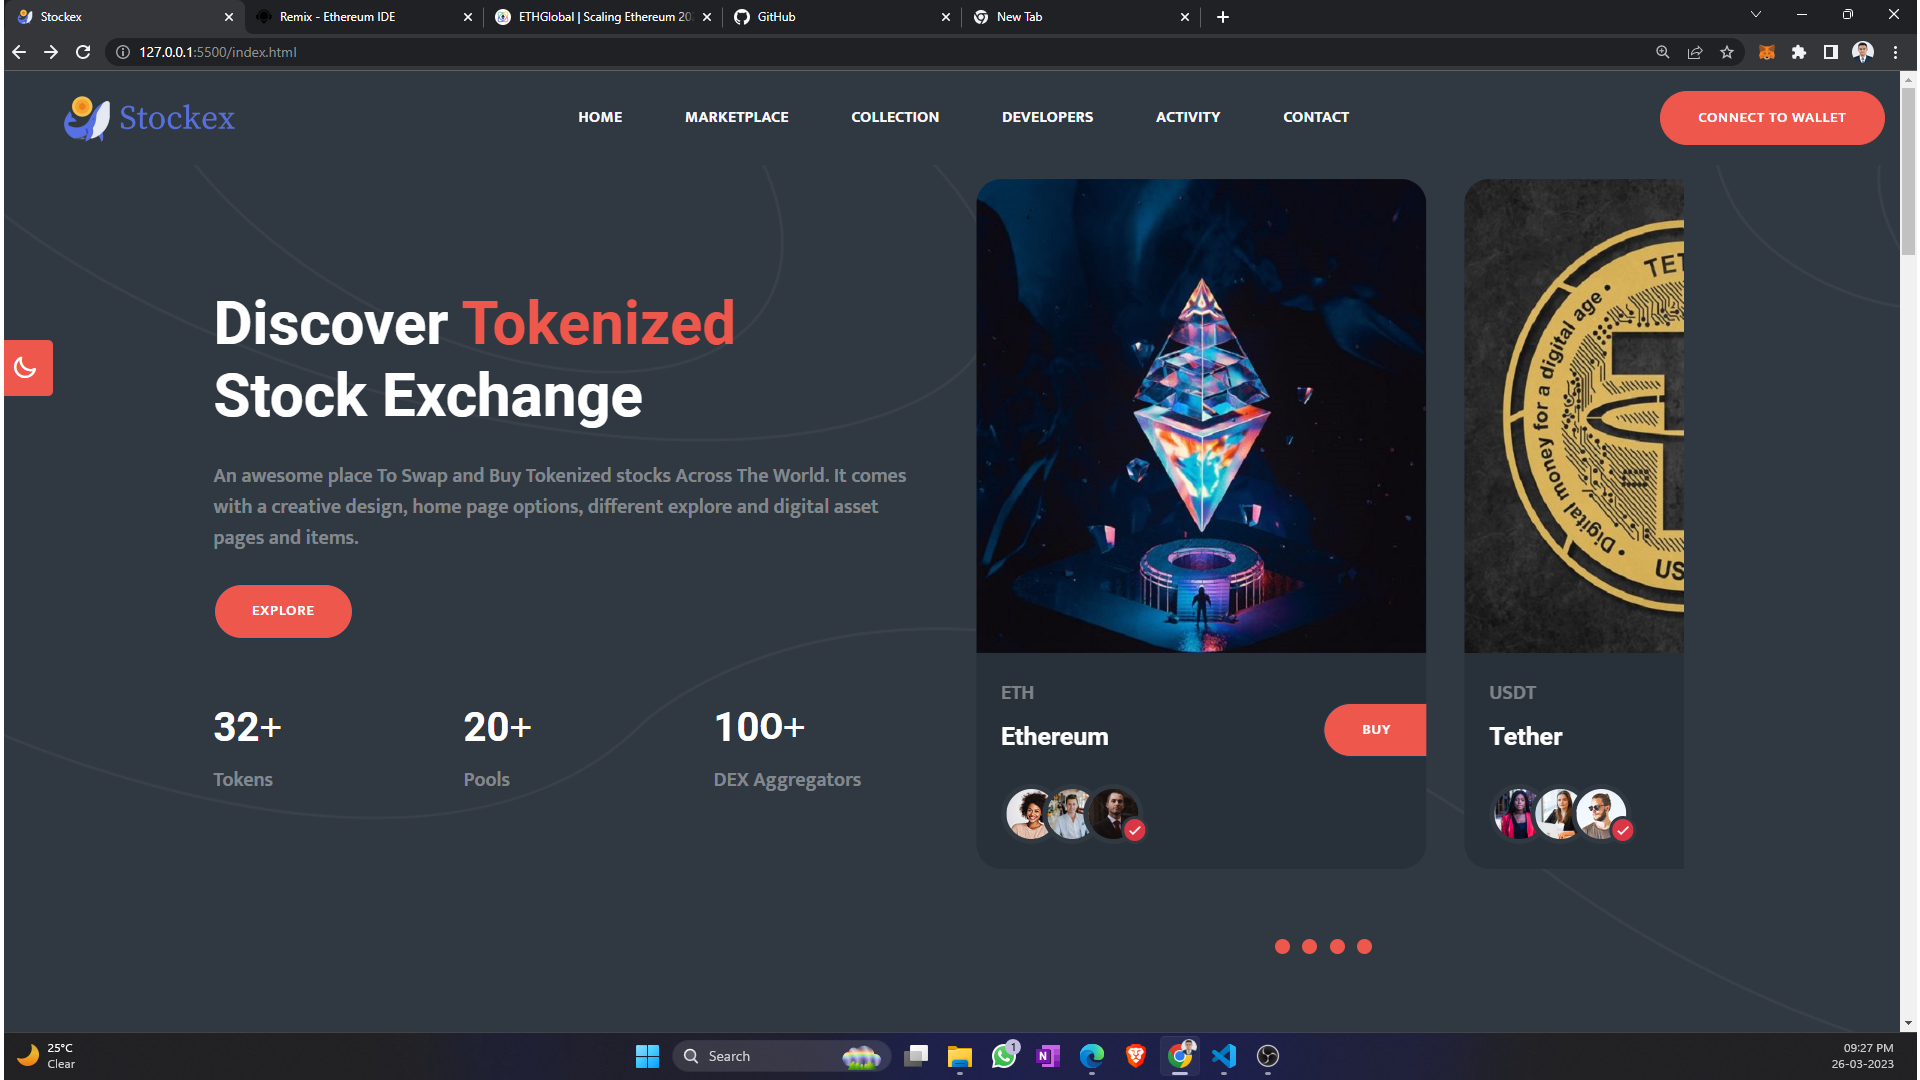 Stockex
Remix - Ethereum IDE
ETHGlobal | Scaling Ethereum 20
GitHub
New Tab
127.0.0.1:5500/index.html
Stockex
HOME
MARKETPLACE
COLLECTION
DEVELOPERS
ACTIVITY
CONTACT
CONNECT TO WALLET
Discover Tokenized
Stock Exchange
An awesome place To Swap and Buy Tokenized stocks Across The World. It comes
with a creative design, home page options, different explore and digital asset
pages and items.
EXPLORE
32+
Tokens
20+
Pools
100+
DEX Aggregators
ETH
Ethereum
BUY
TET
Digital money for a digital age
US
USDT
Tether
25°C
Clear
Search
1
N
09:27 PM
26-03-2023